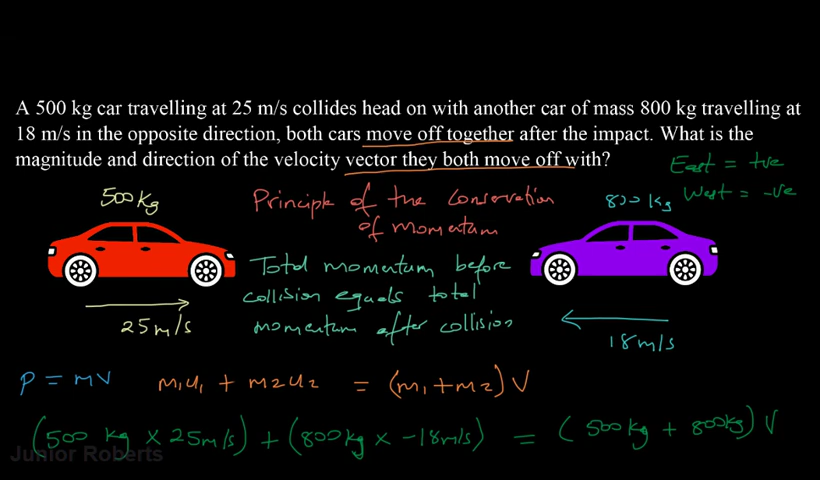 A 500 kg car travelling at 25 m/s collides head on with another car of mass 800 kg travelling at
18 m/s in the opposite direction, both cars move off together after the impact. What is the
magnitude and direction of the velocity vector they both move off with?
East = +ve
West = -ve
500 kg
Principle of the conservation
of momentum
800 kg
Total momentum before
collision equals total
momentum after collision
25 m/s
18 m/s
P = mv
m₁u₁ + m₂u₂ = (m₁ + m₂) V
(500 kg × 25 m/s) + (800 kg × -18 m/s) = (500 kg + 800 kg) V
Junior Roberts